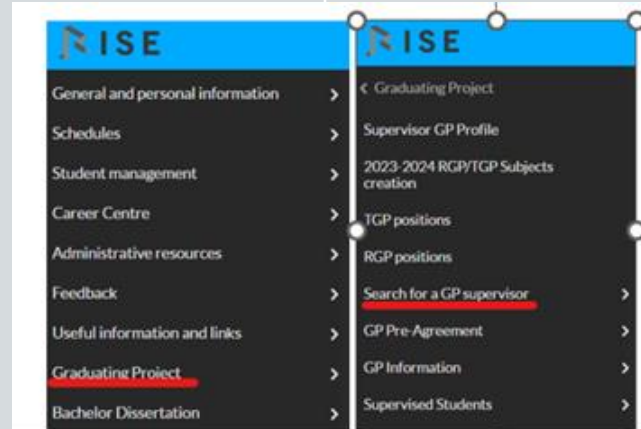 RISE
General and personal information
Schedules
Student management
Career Centre
Administrative resources
Feedback
Useful information and links
Graduating Project
Bachelor Dissertation
RISE
Graduating Project
Supervisor GP Profile
2023-2024 RGP/TGP Subjects
creation
TGP positions
RGP positions
Search for a GP supervisor
GP Pre-Agreement
GP Information
Supervised Students